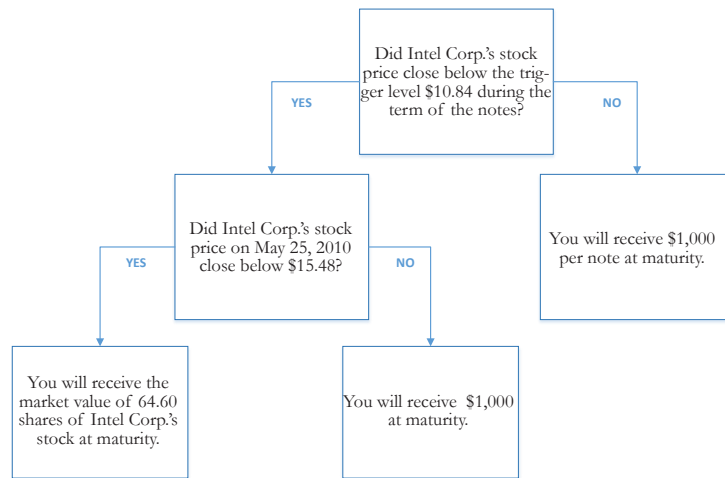 Did Intel Corp.'s stock
price close below the trig-
ger level $10.84 during the
term of the notes?
YES
NO
Did Intel Corp.'s stock
price on May 25, 2010
close below $15.48?
You will receive $1,000
per note at maturity.
YES
NO
You will receive the
market value of 64.60
shares of Intel Corp.'s
stock at maturity.
You will receive $1,000
at maturity.